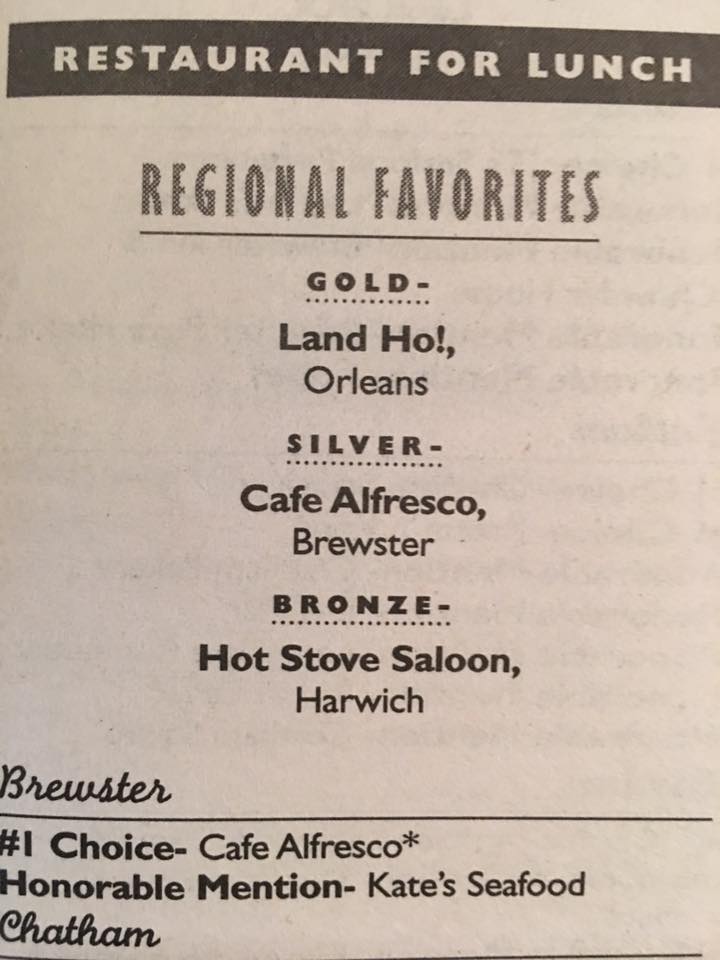 RESTAURANT FOR LUNCH
REGIONAL FAVORITES
GOLD-
Land Ho!,
Orleans
SILVER-
Cafe Alfresco,
Brewster
BRONZE-
Hot Stove Saloon,
Harwich
Brewster
#1 Choice- Cafe Alfresco*
Honorable Mention- Kate's Seafood
Chatham